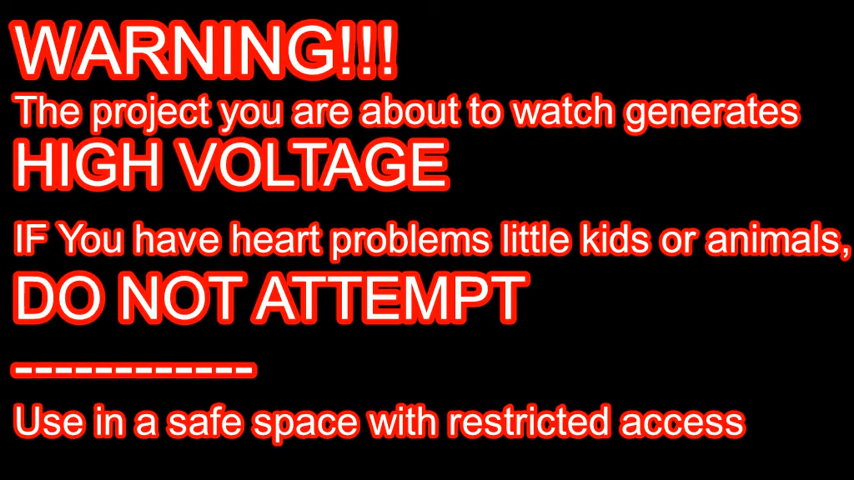 WARNING!!!
The project you are about to watch generates
HIGH VOLTAGE
IF You have heart problems little kids or animals,
DO NOT ATTEMPT
-------------
Use in a safe space with restricted access